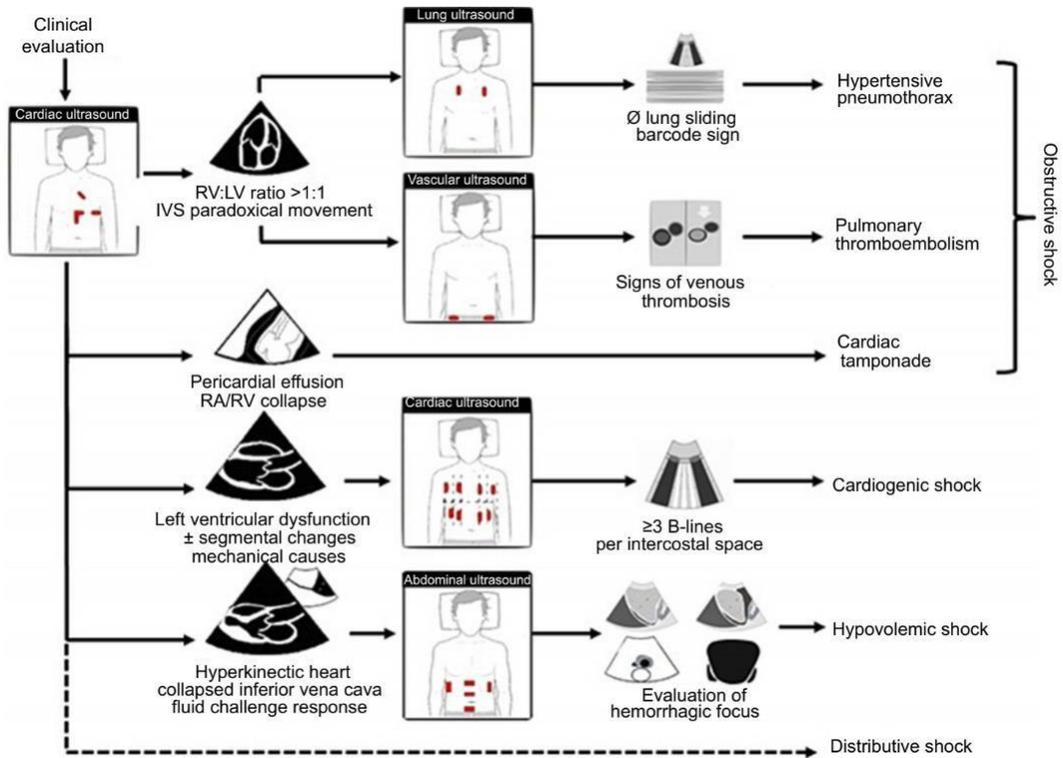 Clinical
evaluation
Cardiac ultrasound
RV:LV ratio >1:1
IVS paradoxical movement
Lung ultrasound
Ø lung sliding
barcode sign
Hypertensive
pneumothorax
Vascular ultrasound
Signs of venous
thrombosis
Pulmonary
thromboembolism
Pericardial effusion
RA/RV collapse
Cardiac
tamponade
Obstructive shock
Left ventricular dysfunction
± segmental changes
mechanical causes
Cardiac ultrasound
≥3 B-lines
per intercostal space
Cardiogenic shock
Hyperkinectic heart
collapsed inferior vena cava
fluid challenge response
Abdominal ultrasound
Evaluation of
hemorrhagic focus
Hypovolemic shock
Distributive shock